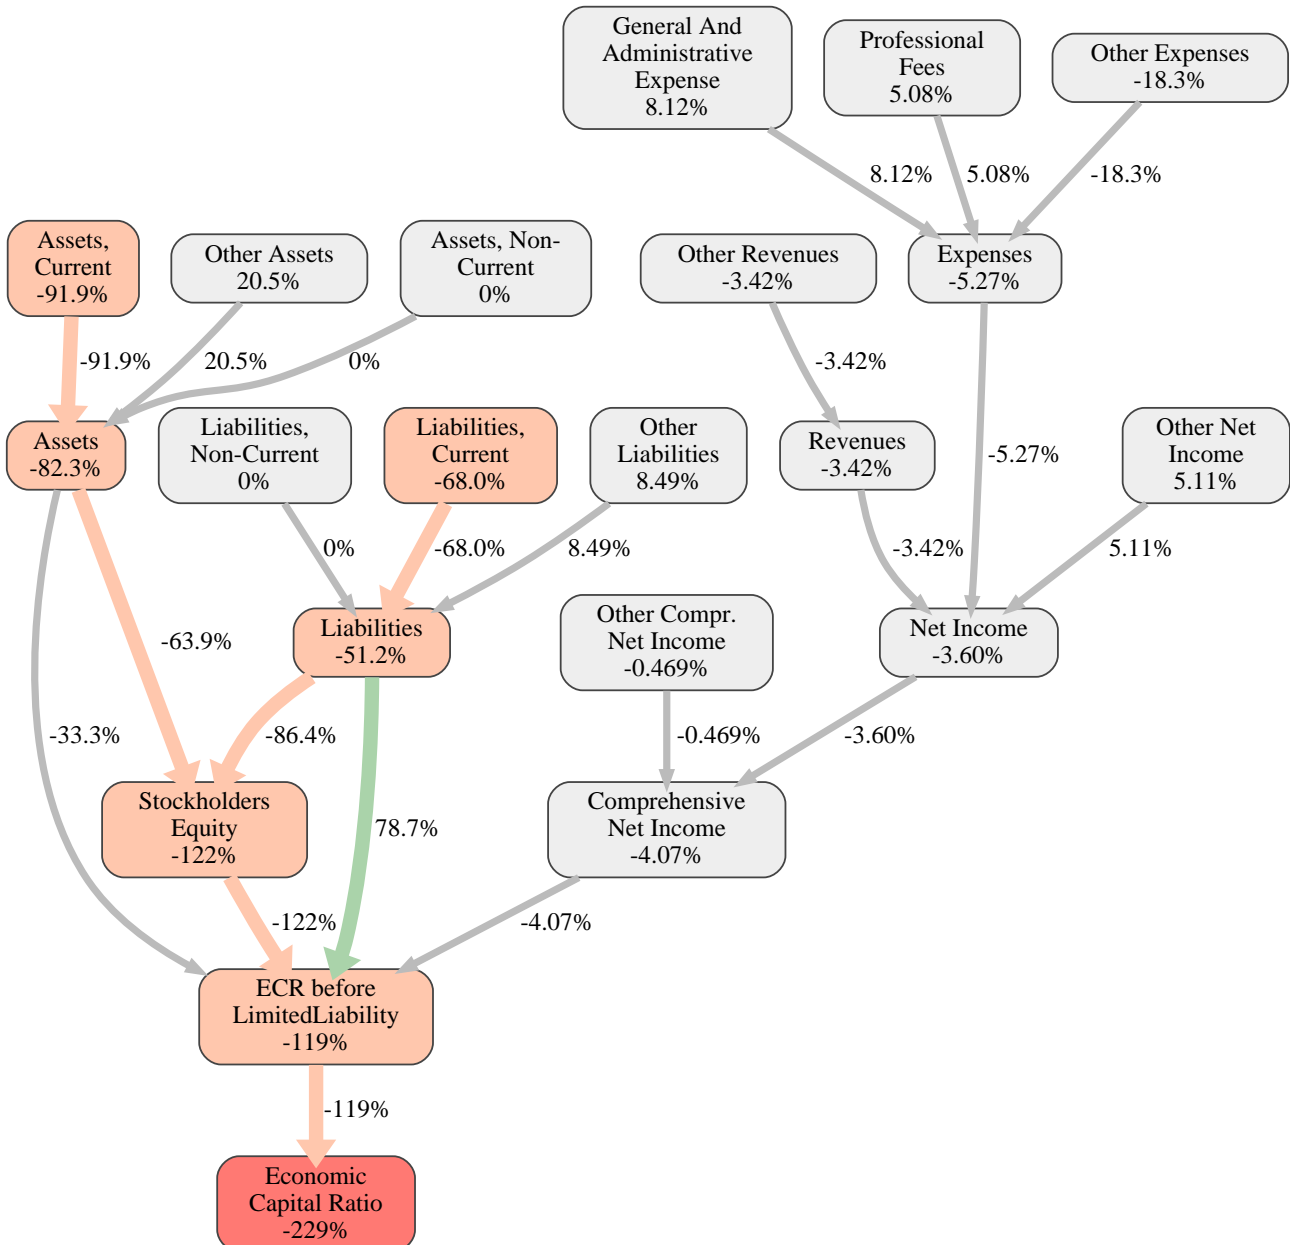 General And
Administrative
Expense
8.12%
Professional
Fees
5.08%
Other Expenses
-18.3%
8.12%
5.08%
-18.3%
Assets,
Current
-91.9%
Other Assets
20.5%
Assets, Non-
Current
0%
Other Revenues
-3.42%
Expenses
-5.27%
-91.9%
20.5%
0%
-3.42%
Assets
-82.3%
Liabilities,
Non-Current
0%
Liabilities,
Current
-68.0%
Other
Liabilities
8.49%
Revenues
-3.42%
-5.27%
Other Net
Income
5.11%
0%
-68.0%
8.49%
-3.42%
5.11%
-63.9%
Liabilities
-51.2%
Other Compr.
Net Income
-0.469%
Net Income
-3.60%
-33.3%
-86.4%
-0.469%
-3.60%
Stockholders
Equity
-122%
78.7%
Comprehensive
Net Income
-4.07%
-122%
-4.07%
ECR before
LimitedLiability
-119%
-119%
Economic
Capital Ratio
-229%